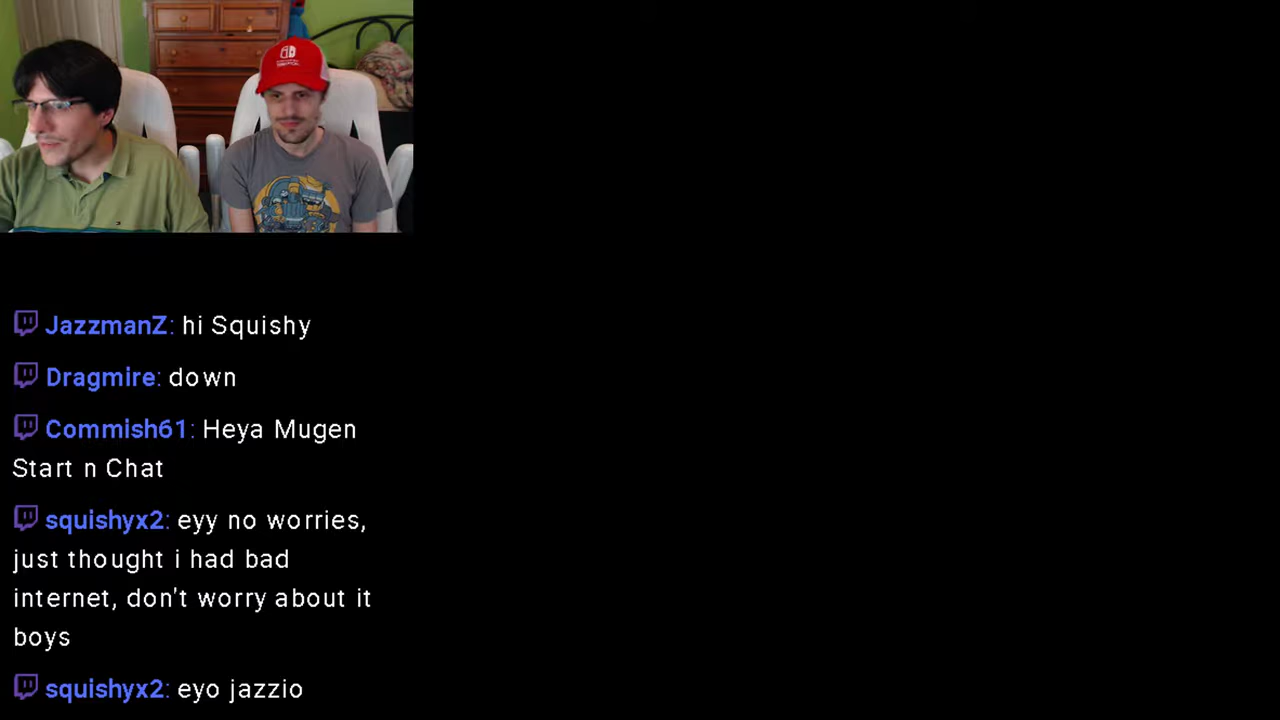 JazzmanZ: hi Squishy
Dragmire: down
Commish61: Heya Mugen
Start n Chat
squishyx2: eyy no worries,
just thought i had bad
internet, don't worry about it
boys
squishyx2: eyo jazzio